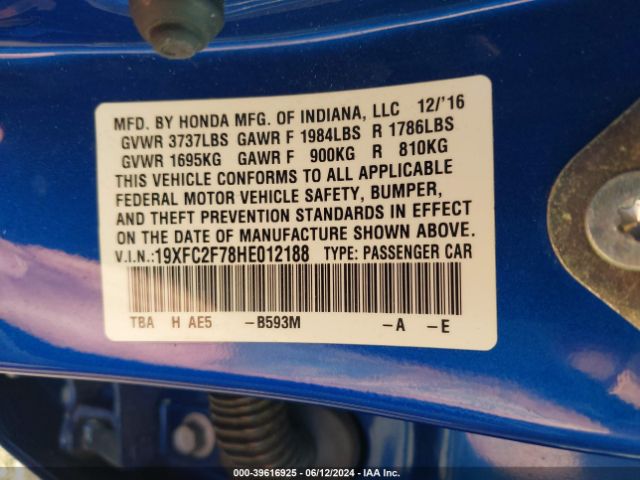 MFD. BY HONDA MFG. OF INDIANA, LLC 12/'16
GVWR 3737LBS GAWR F 1984LBS R 1786LBS
GVWR 1695KG GAWR F 900KG R 810KG
THIS VEHICLE CONFORMS TO ALL APPLICABLE
FEDERAL MOTOR VEHICLE SAFETY, BUMPER,
AND THEFT PREVENTION STANDARDS IN EFFECT
ON THE DATE OF MANUFACTURE SHOWN ABOVE.
V.I.N.:19XFC2F78HE012188 TYPE: PASSENGER CAR
TBA H AE5 -B593M -A -E
000-39616925 - 06/12/2024 - IAA Inc.